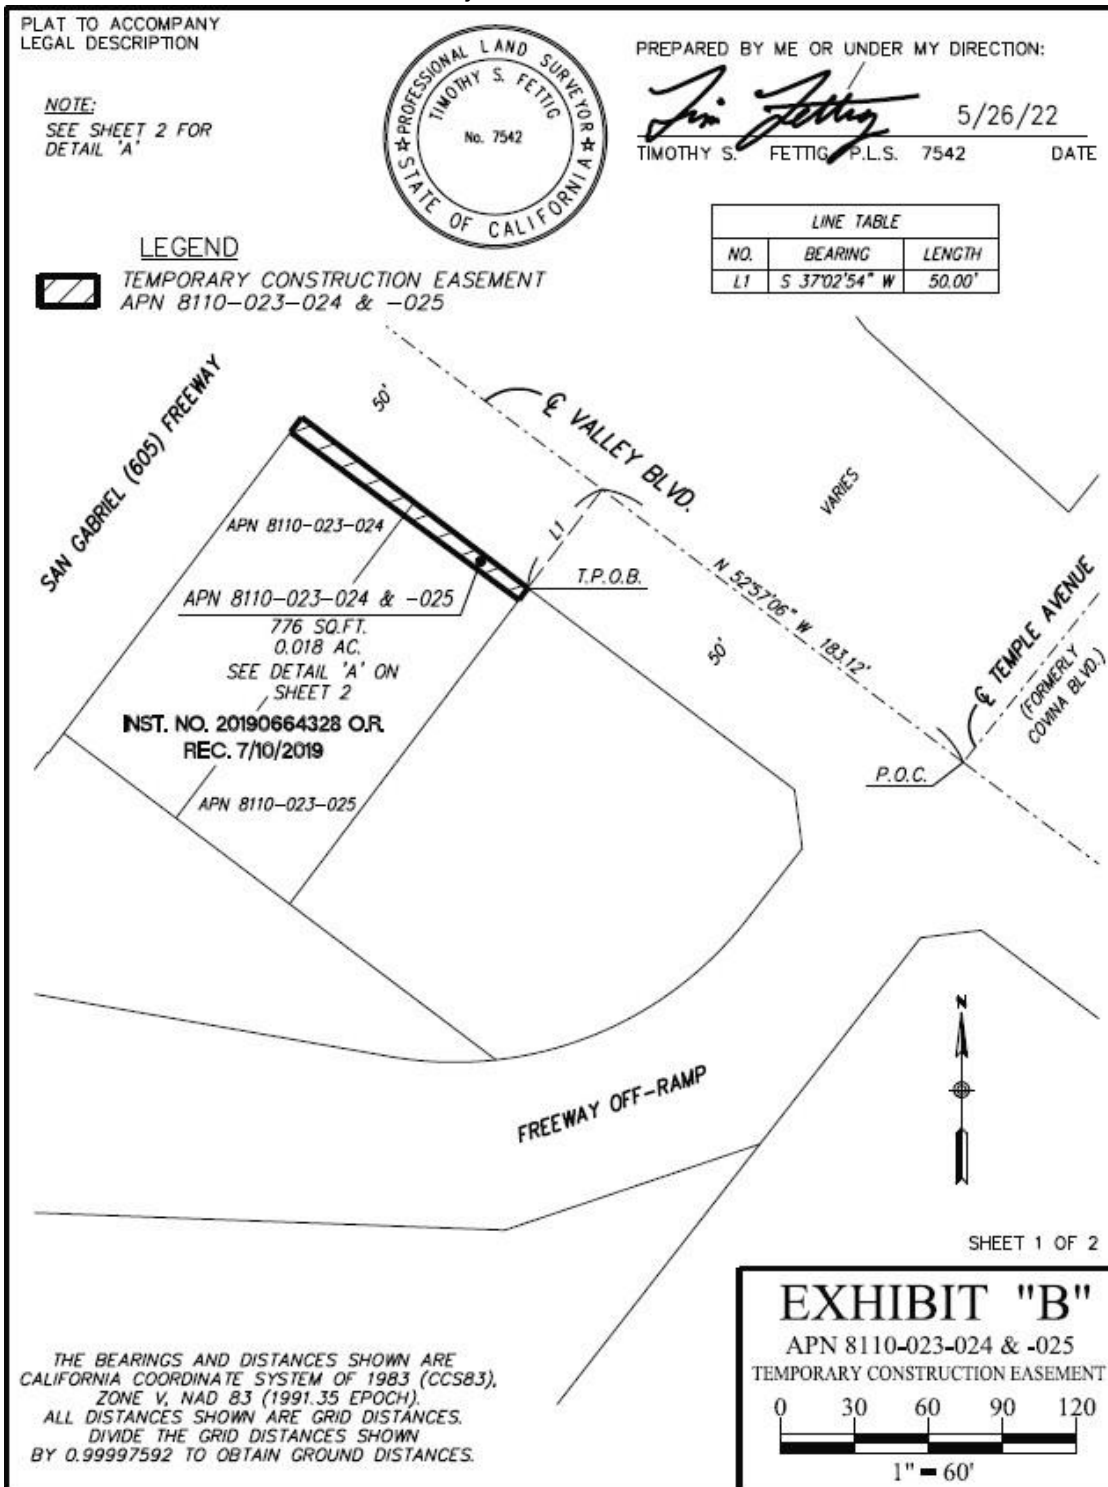 PLAT TO ACCOMPANY
LEGAL DESCRIPTION
NOTE:
SEE SHEET 2 FOR
DETAIL 'A'
PROFESSIONAL LAND SURVEYOR
TIMOTHY S. FETTIG
No. 7542
STATE OF CALIFORNIA
PREPARED BY ME OR UNDER MY DIRECTION:
Tim Fettig
5/26/22
TIMOTHY S. FETTIG P.L.S. 7542 DATE
LINE TABLE
NO. BEARING LENGTH
L1 S 37°02'54" W 50.00'
LEGEND
TEMPORARY CONSTRUCTION EASEMENT
APN 8110-023-024 & -025
SAN GABRIEL (605) FREEWAY
50'
℄ VALLEY BLVD.
VARIES
APN 8110-023-024
L1
T.P.O.B.
N 52°57'06" W 183.12'
℄ TEMPLE AVENUE
(FORMERLY
COVINA BLVD.)
APN 8110-023-024 & -025
776 SQ.FT.
0.018 AC.
SEE DETAIL 'A' ON
SHEET 2
50'
INST. NO. 20190664328 O.R.
REC. 7/10/2019
P.O.C.
APN 8110-023-025
N
FREEWAY OFF-RAMP
SHEET 1 OF 2
THE BEARINGS AND DISTANCES SHOWN ARE
CALIFORNIA COORDINATE SYSTEM OF 1983 (CCS83),
ZONE V, NAD 83 (1991.35 EPOCH).
ALL DISTANCES SHOWN ARE GRID DISTANCES.
DIVIDE THE GRID DISTANCES SHOWN
BY 0.99997592 TO OBTAIN GROUND DISTANCES.
EXHIBIT "B"
APN 8110-023-024 & -025
TEMPORARY CONSTRUCTION EASEMENT
0 30 60 90 120
1" = 60'